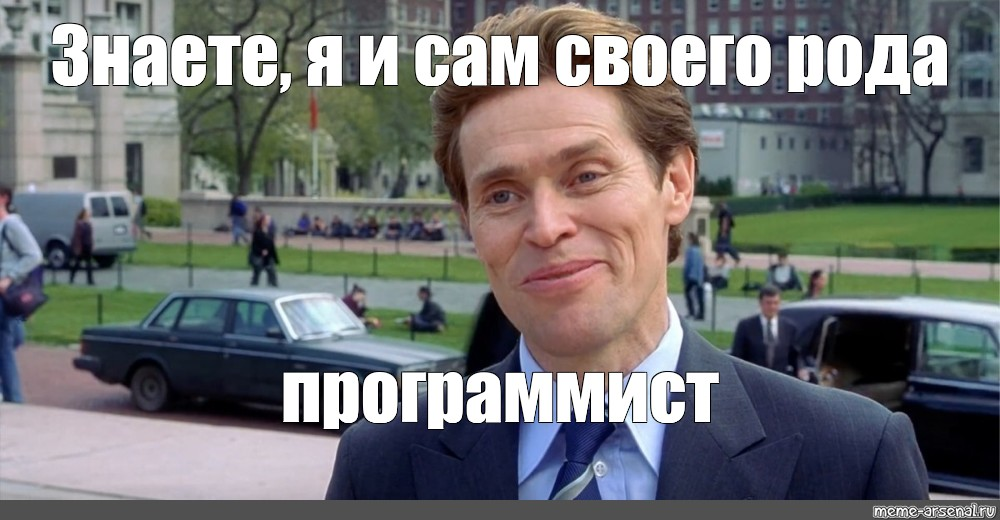 Знаете, я и сам своего рода
программист
meme-arsenal.ru